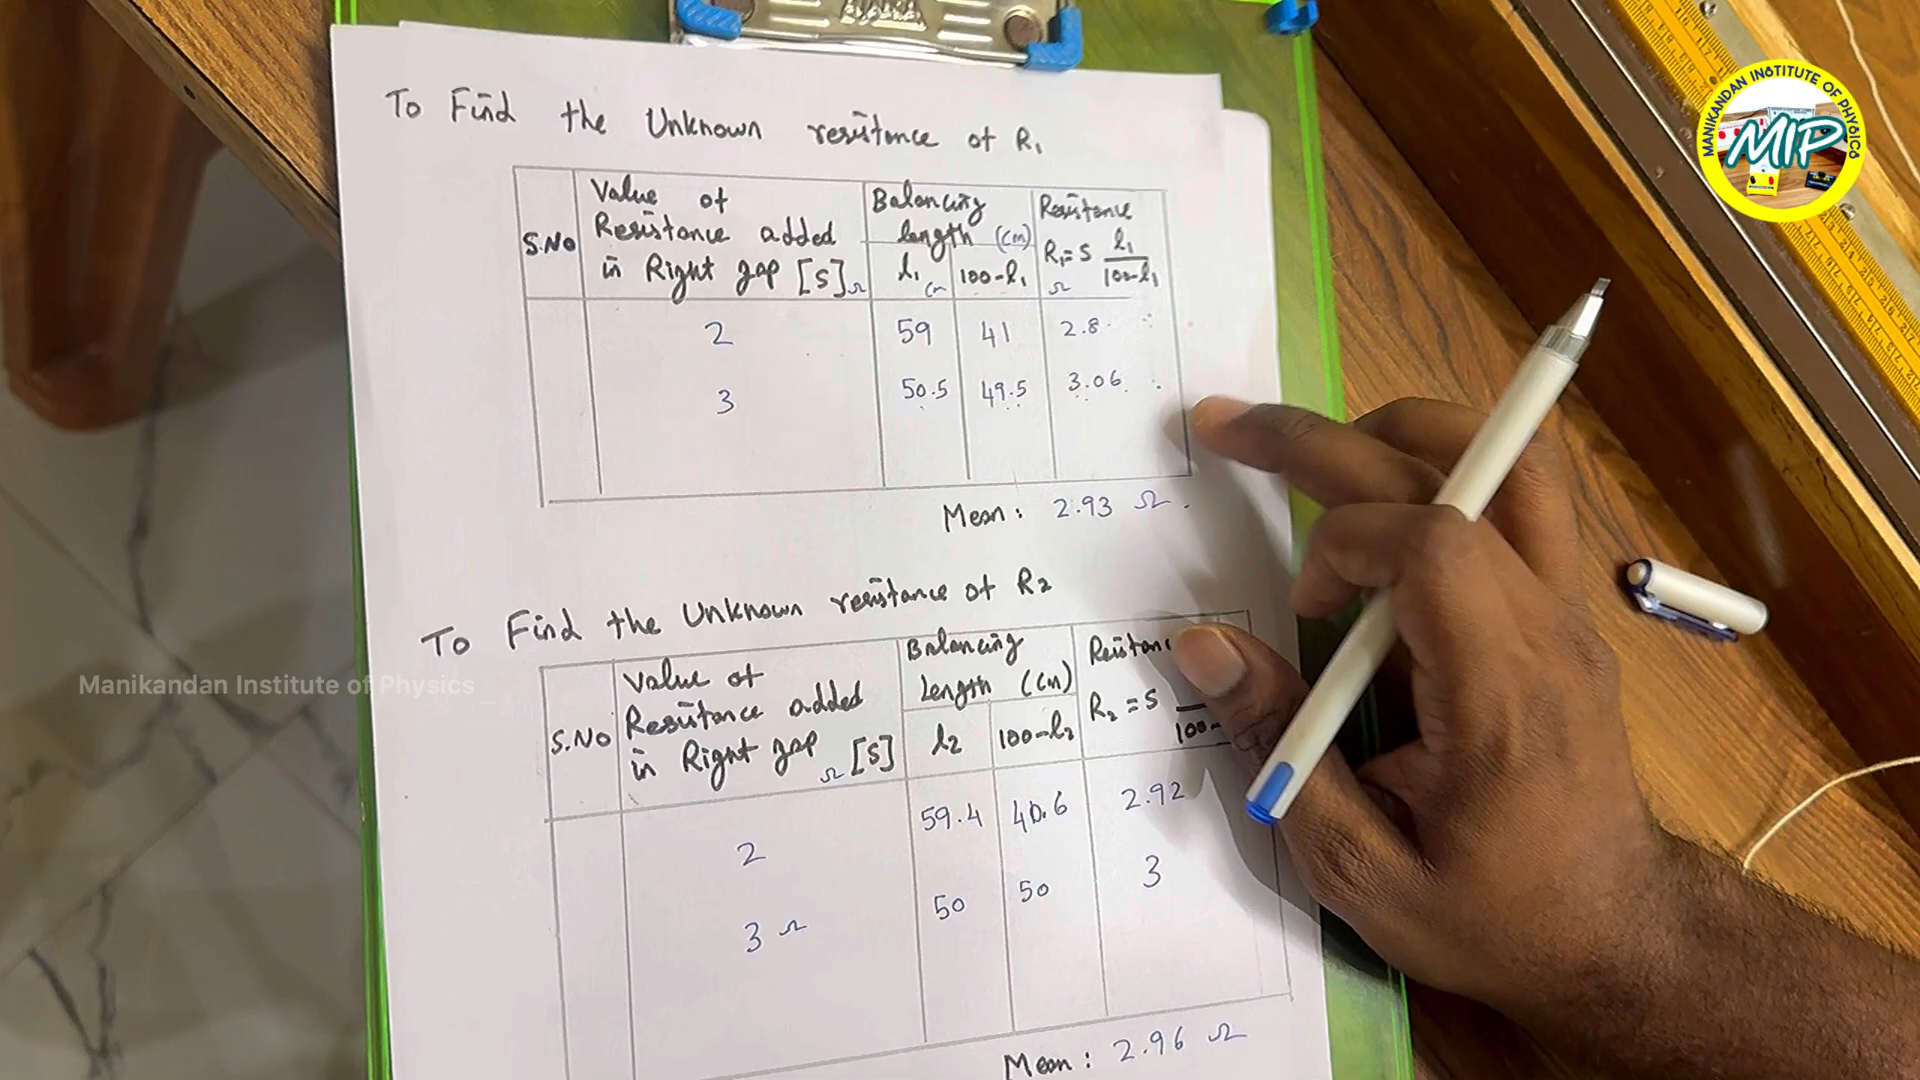 To Find the Unknown resistance of R1
S.No
Value of
Resistance added
in Right gap [S] Ω
Balancing
length (cm)
l1 cm
100-l1
Resistance
R1=S l1/100-l1
Ω
2 59 41 2.8
3 50.5 49.5 3.06
Mean: 2.93 Ω
To Find the Unknown resistance of R2
S.No
Value of
Resistance added
in Right gap Ω [S]
Balancing
Length (cm)
l2
100-l2
R2 = S
100-
2 59.4 40.6 2.92
3 Ω 50 50 3
Mean: 2.96 Ω
MANIKANDAN INSTITUTE OF PHYSICS
MIP
Manikandan Institute of Physics